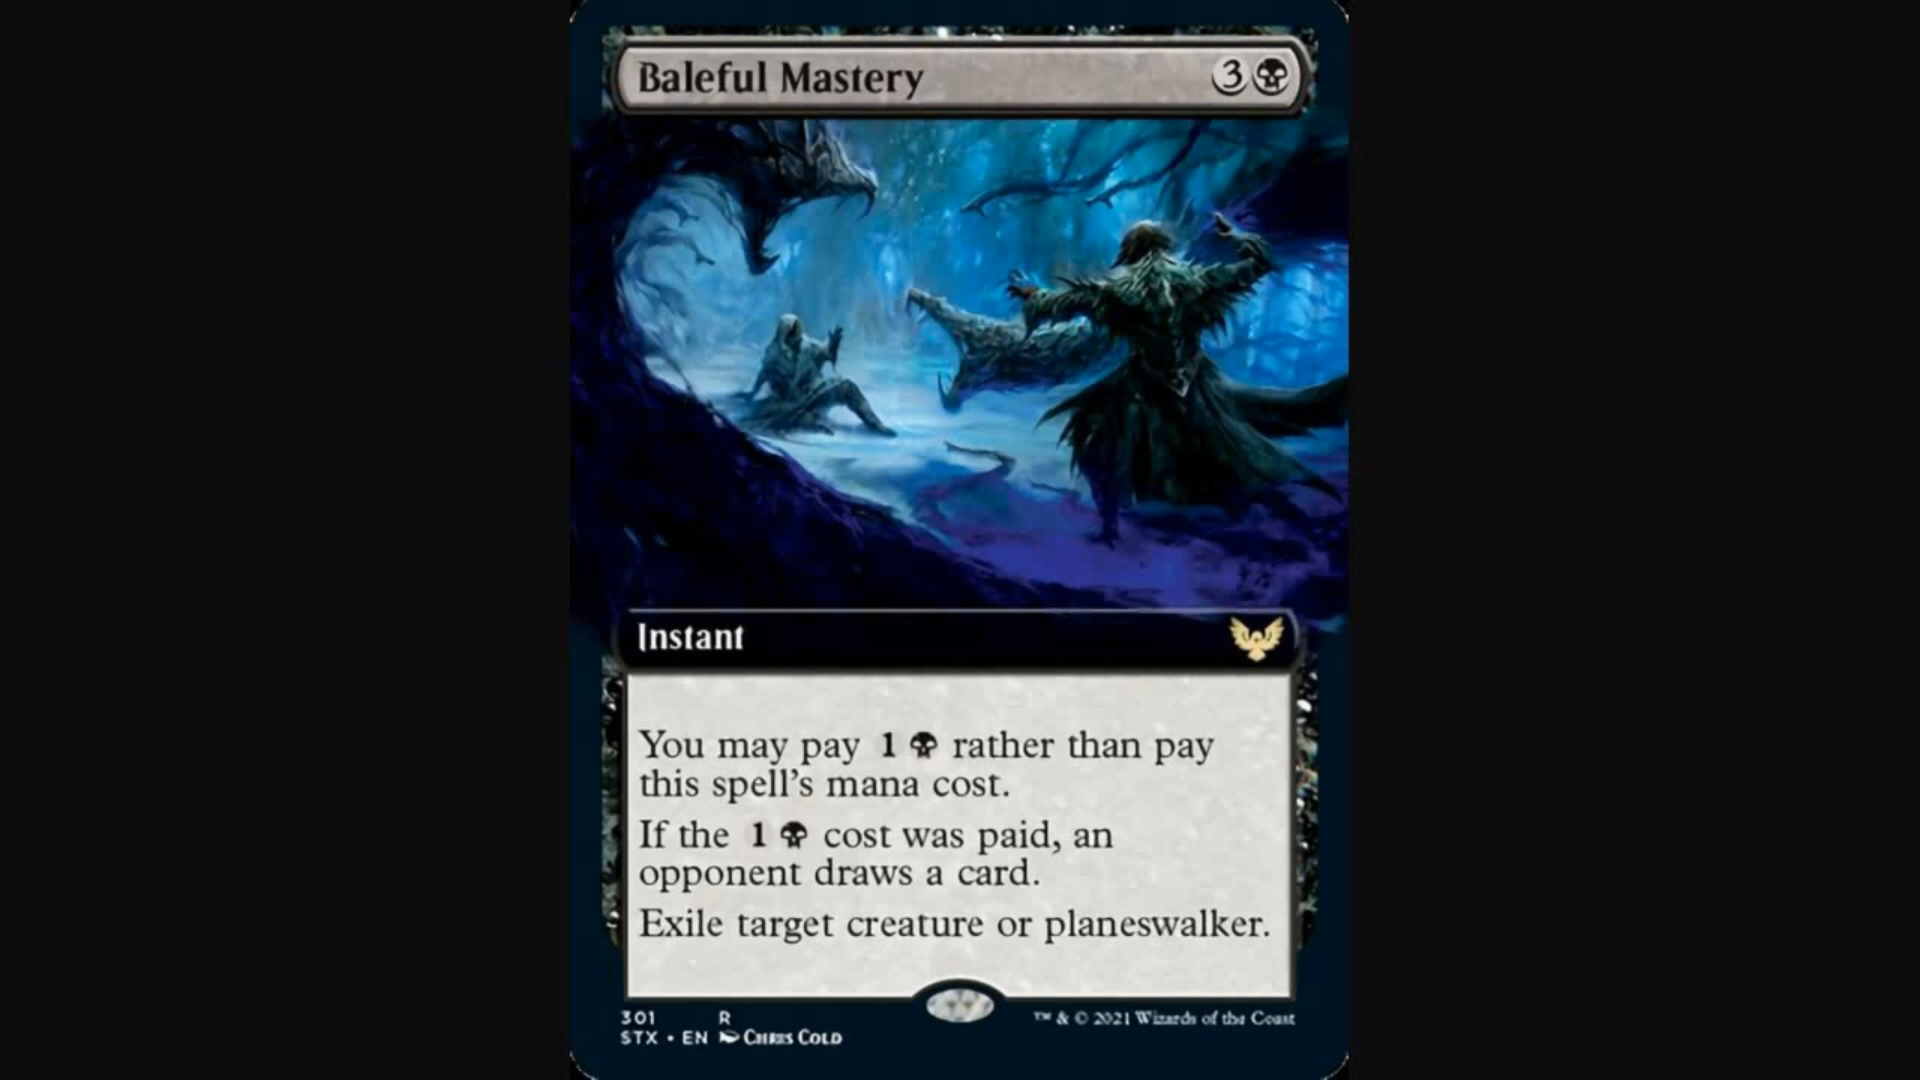 Baleful Mastery 3
Instant
You may pay 1 rather than pay
this spell's mana cost.
If the 1 cost was paid, an
opponent draws a card.
Exile target creature or planeswalker.
301 R ™ & © 2021 Wizards of the Coast
STX • EN Chris Cold